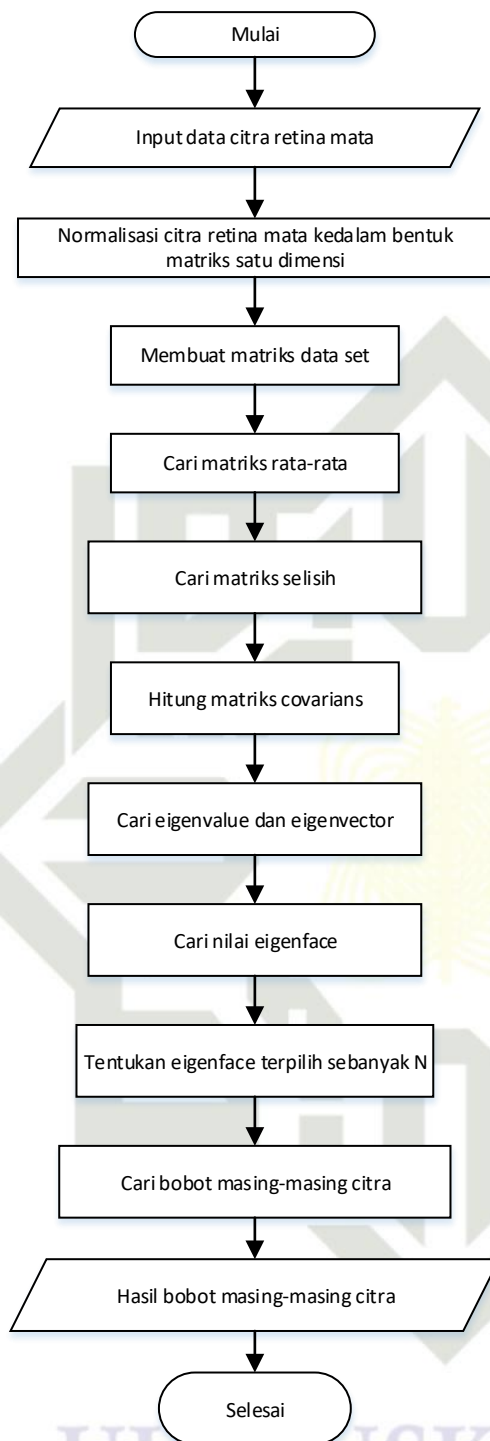 Mulai
Input data citra retina mata
Normalisasi citra retina mata kedalam bentuk
matriks satu dimensi
Membuat matriks data set
Cari matriks rata-rata
Cari matriks selisih
Hitung matriks covarians
Cari eigenvalue dan eigenvector
Cari nilai eigenface
Tentukan eigenface terpilih sebanyak N
Cari bobot masing-masing citra
Hasil bobot masing-masing citra
Selesai